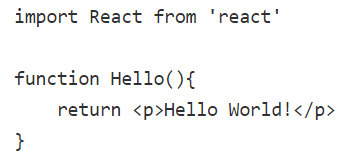 import React from 'react'

function Hello(){
    return <p>Hello World!</p>
}